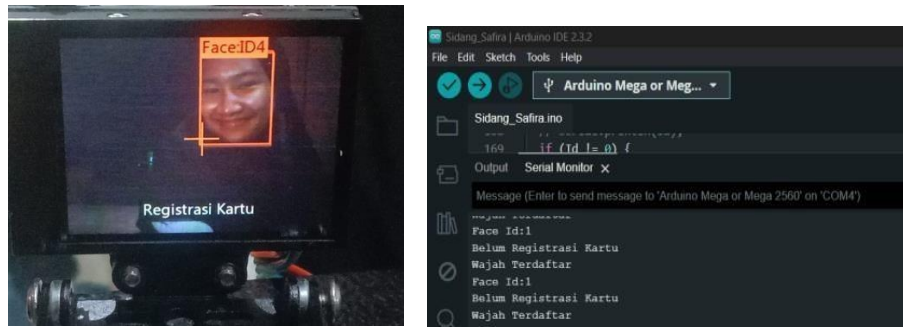 Face:ID4
Registrasi Kartu
Sidang_Safira | Arduino IDE 2.3.2
File Edit Sketch Tools Help
Arduino Mega or Meg...
Sidang_Safira.ino
169 if (Id != 0) {
Output Serial Monitor X
Message (Enter to send message to 'Arduino Mega or Mega 2560' on 'COM4')
Wajah Terdaftar
Face Id:1
Belum Registrasi Kartu
Wajah Terdaftar
Face Id:1
Belum Registrasi Kartu
Wajah Terdaftar